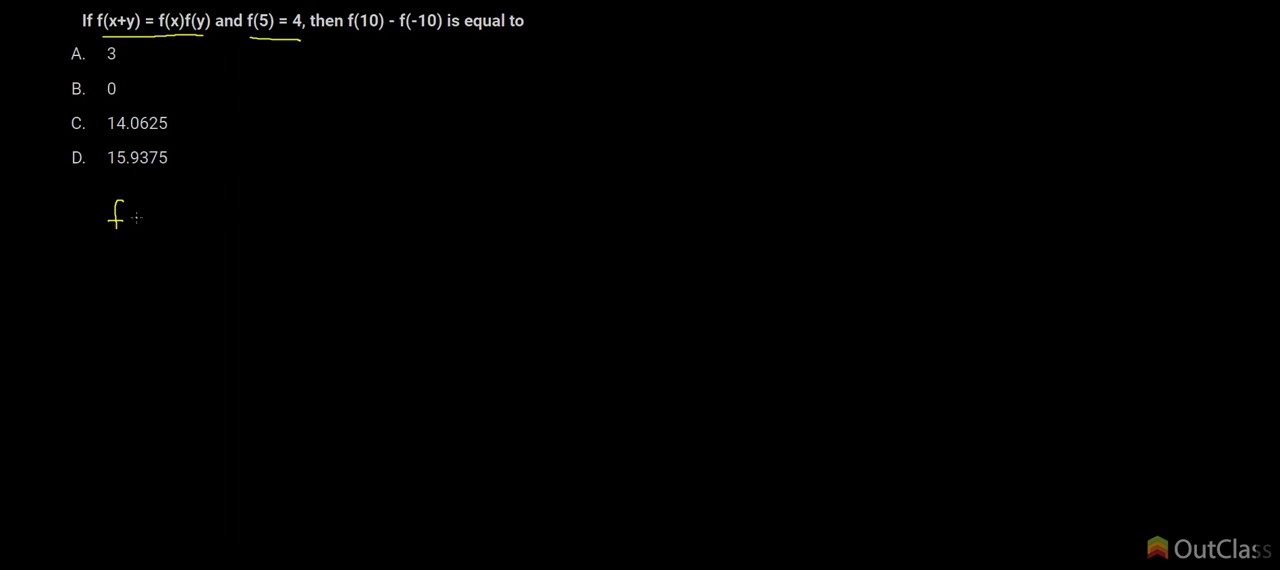 If f(x+y) = f(x)f(y) and f(5) = 4, then f(10) - f(-10) is equal to
A. 3
B. 0
C. 14.0625
D. 15.9375
f
OutClass